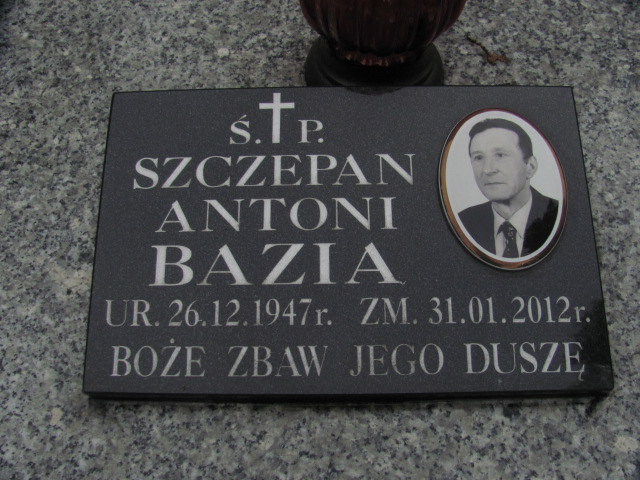 Ś.†P.
SZCZEPAN
ANTONI
BAZIA
UR. 26.12.1947r. ZM. 31.01.2012r.
BOŻE ZBAW JEGO DUSZĘ